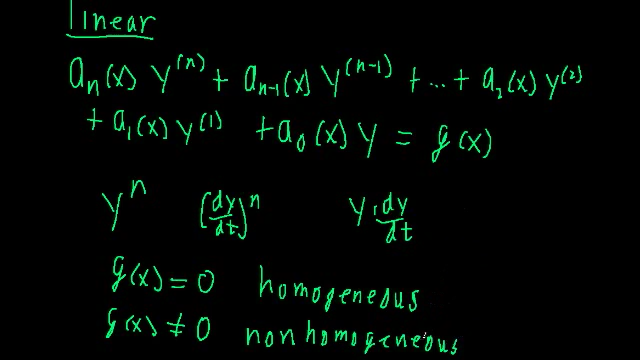 linear
aₙ(x) y⁽ⁿ⁾ + aₙ₋₁(x) y⁽ⁿ⁻¹⁾ + ... + a₂(x) y⁽²⁾
+ a₁(x) y⁽¹⁾ + a₀(x) y = g(x)
yⁿ (dy/dt)ⁿ y·dy/dt
g(x) = 0 homogeneous
g(x) ≠ 0 nonhomogeneous